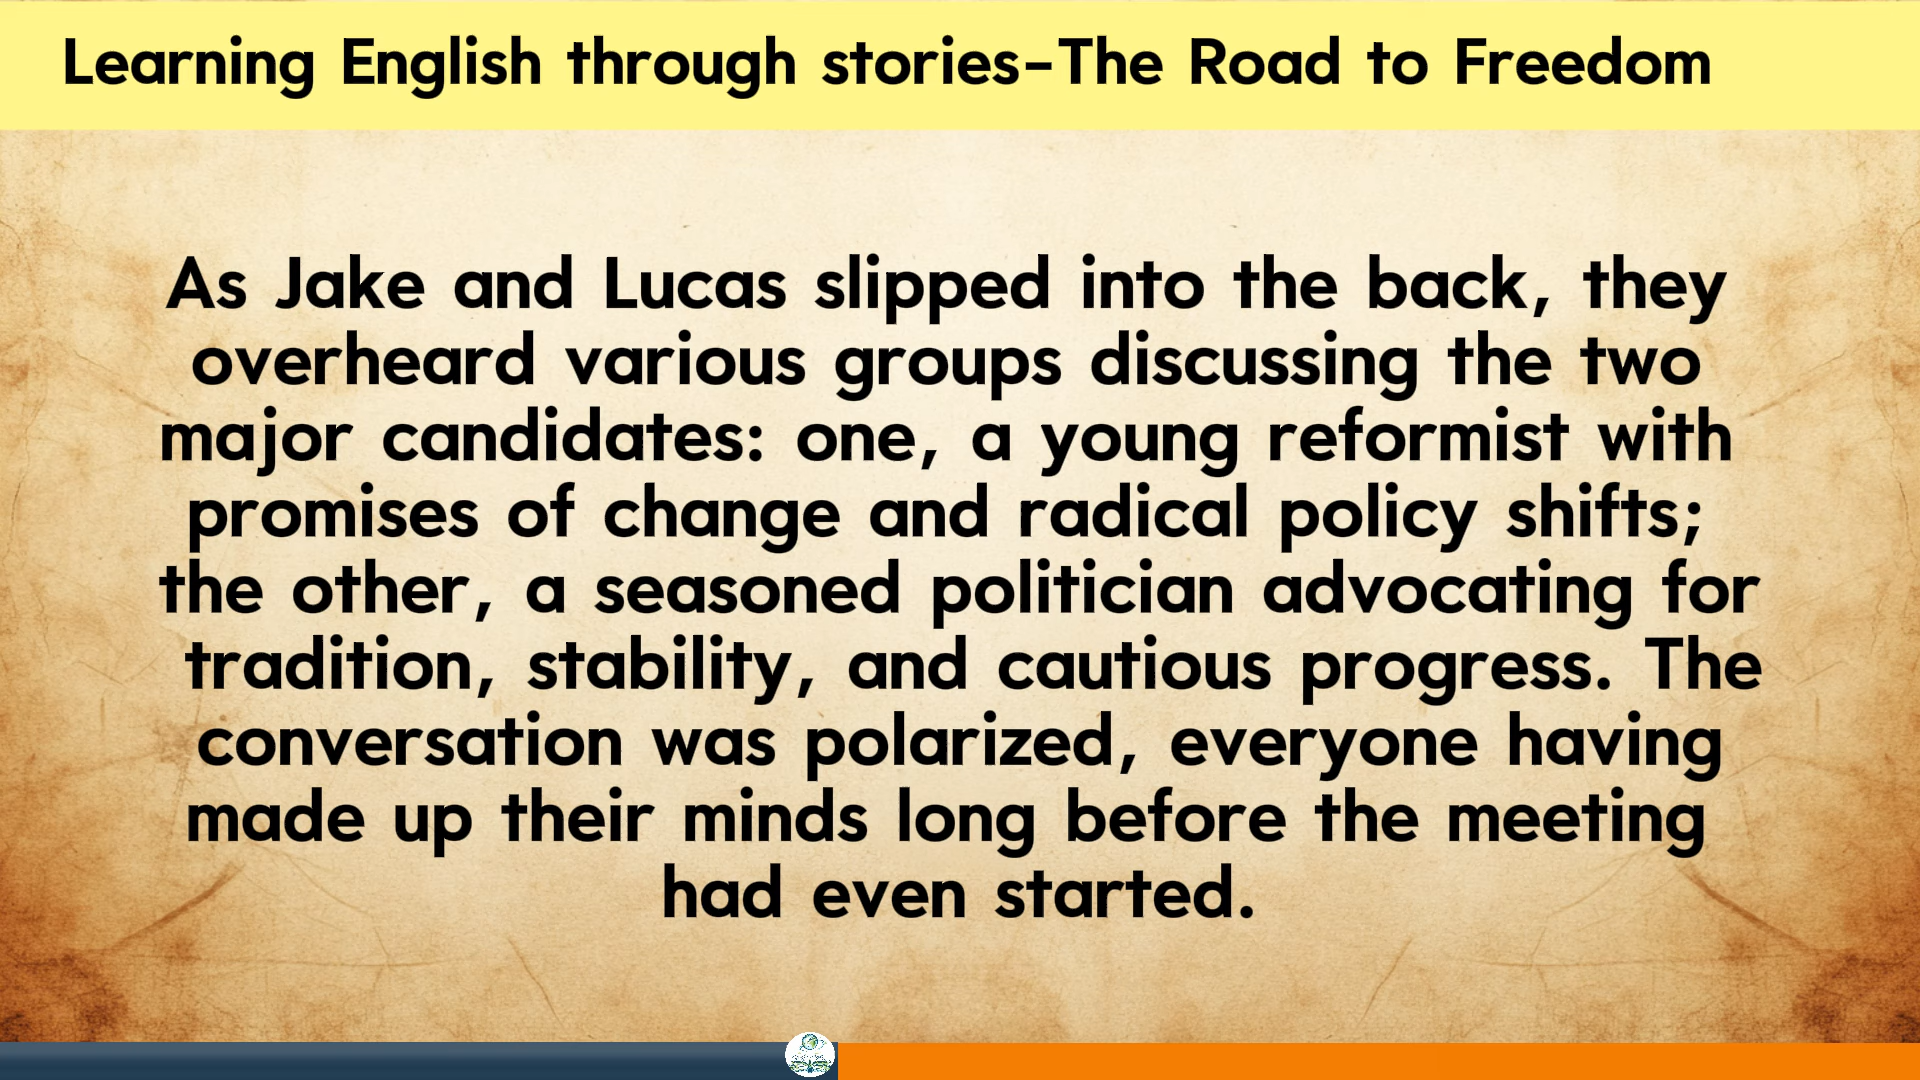 Learning English through stories-The Road to Freedom
As Jake and Lucas slipped into the back, they
overheard various groups discussing the two
major candidates: one, a young reformist with
promises of change and radical policy shifts;
the other, a seasoned politician advocating for
tradition, stability, and cautious progress. The
conversation was polarized, everyone having
made up their minds long before the meeting
had even started.